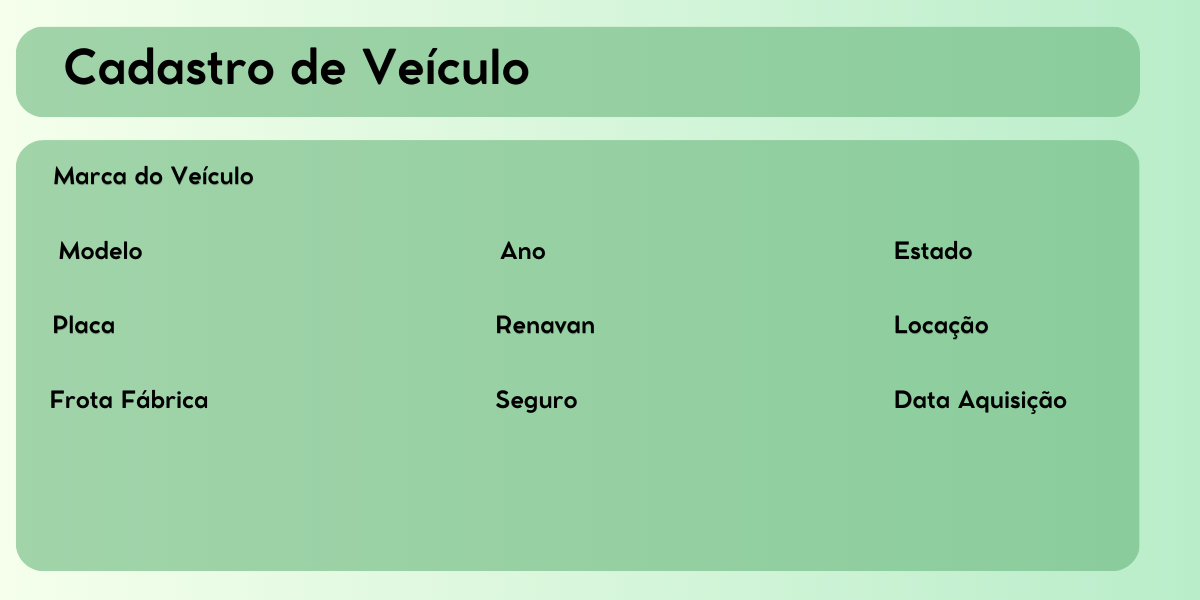 Cadastro de Veículo
Marca do Veículo
Modelo Ano Estado
Placa Renavan Locação
Frota Fábrica Seguro Data Aquisição